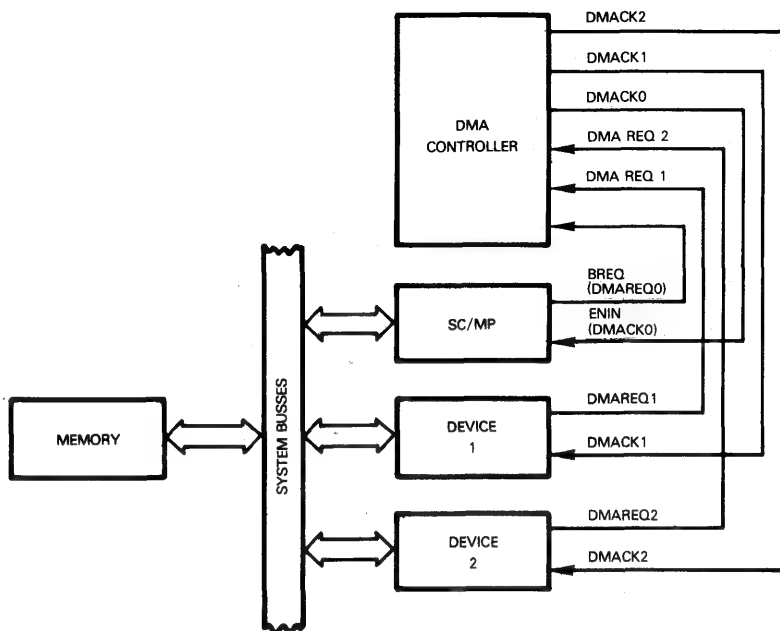 DMACK2
DMACK1
DMACK0
DMA
CONTROLLER
DMA REQ 2
DMA REQ 1
BREQ
(DMAREQ0)
SC/MP
ENIN
(DMACK0)
SYSTEM BUSSES
MEMORY
DEVICE
1
DMAREQ1
DMACK1
DEVICE
2
DMAREQ2
DMACK2